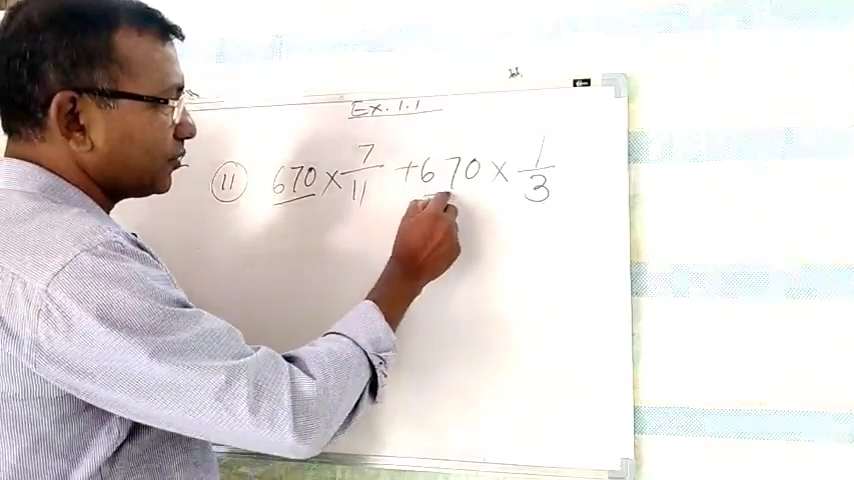 Ex. 1.1
(11) 670 × 7/11 + 670 × 1/3